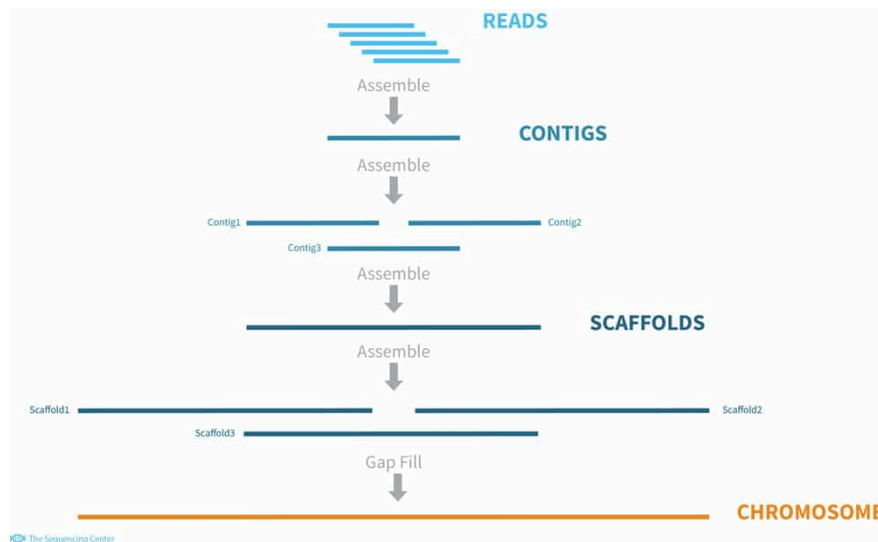 READS
Assemble
CONTIGS
Assemble
Contig1
Contig2
Contig3
Assemble
SCAFFOLDS
Assemble
Scaffold1
Scaffold2
Scaffold3
Gap Fill
CHROMOSOME
The Sequencing Center